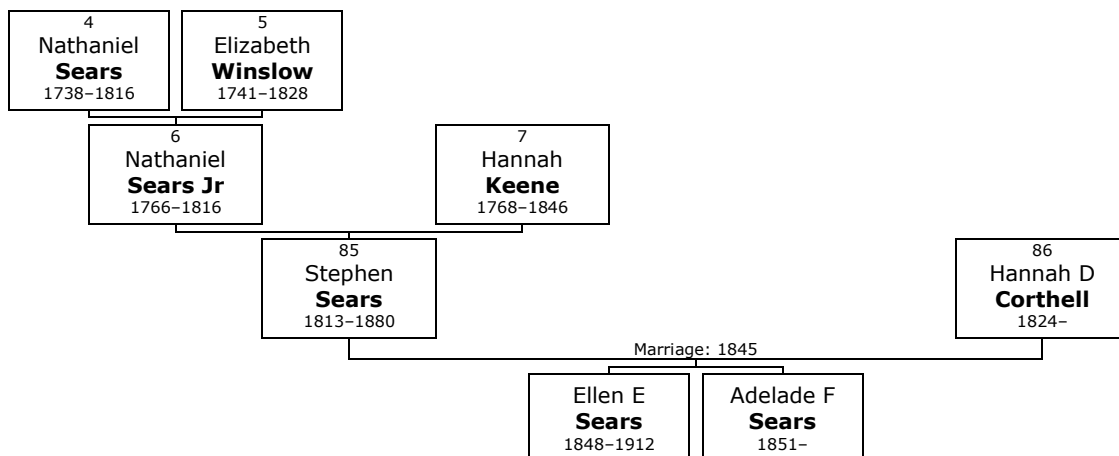 4
Nathaniel
Sears
1738–1816
5
Elizabeth
Winslow
1741–1828
6
Nathaniel
Sears Jr
1766–1816
7
Hannah
Keene
1768–1846
85
Stephen
Sears
1813–1880
86
Hannah D
Corthell
1824–
Marriage: 1845
Ellen E
Sears
1848–1912
Adelade F
Sears
1851–